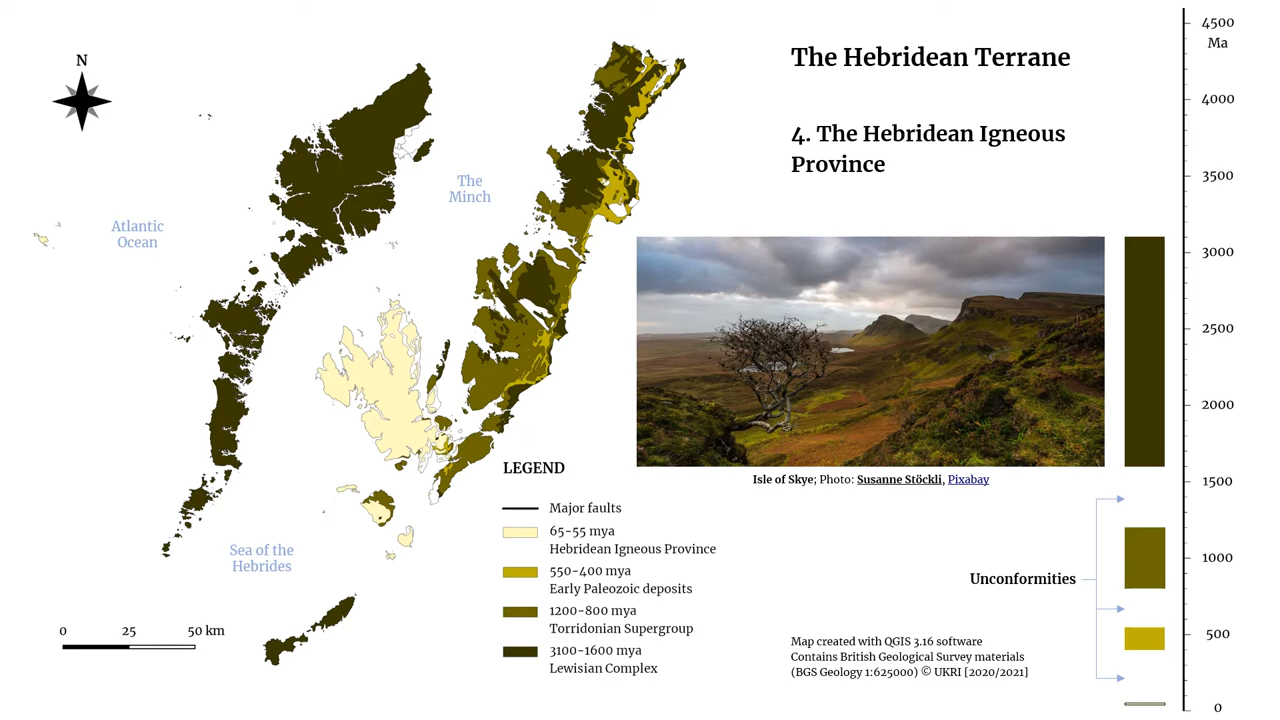 The Hebridean Terrane
4. The Hebridean Igneous
Province
N
The
Minch
Atlantic
Ocean
Sea of the
Hebrides
0 25 50 km
LEGEND
Major faults
65-55 mya
Hebridean Igneous Province
550-400 mya
Early Paleozoic deposits
1200-800 mya
Torridonian Supergroup
3100-1600 mya
Lewisian Complex
Isle of Skye; Photo: Susanne Stöckli, Pixabay
Unconformities
Map created with QGIS 3.16 software
Contains British Geological Survey materials
(BGS Geology 1:625000) © UKRI [2020/2021]
4500
Ma
4000
3500
3000
2500
2000
1500
1000
500
0